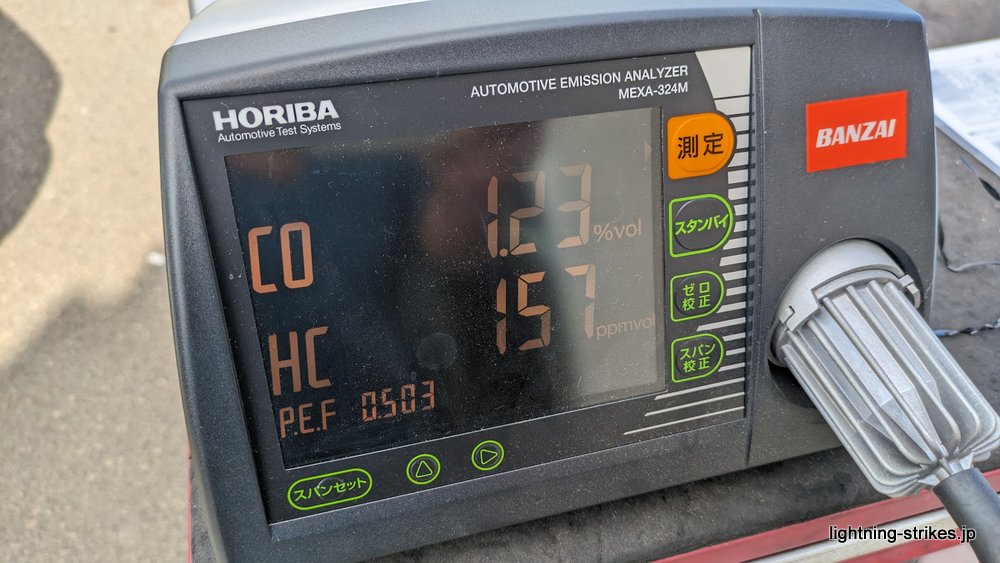 HORIBA
Automotive Test Systems
AUTOMOTIVE EMISSION ANALYZER
MEXA-324M
BANZAI
測定
CO 1.23 %vol
スタンバイ
HC 157 ppmvol
ゼロ
校正
スパン
校正
P.E.F 0.503
スパンセット
lightning-strikes.jp